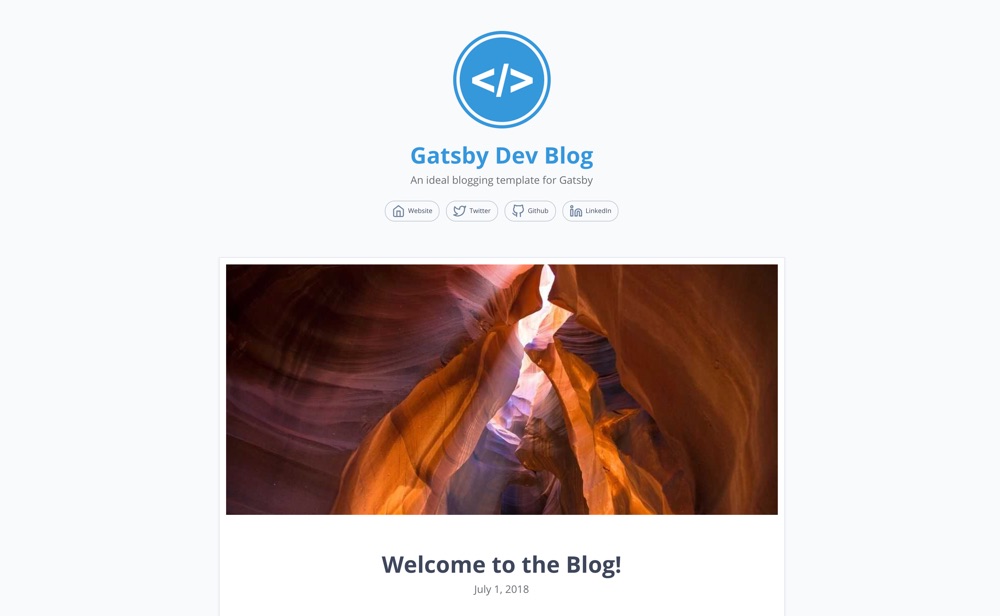 </>
Gatsby Dev Blog
An ideal blogging template for Gatsby
Website Twitter Github LinkedIn
Welcome to the Blog!
July 1, 2018